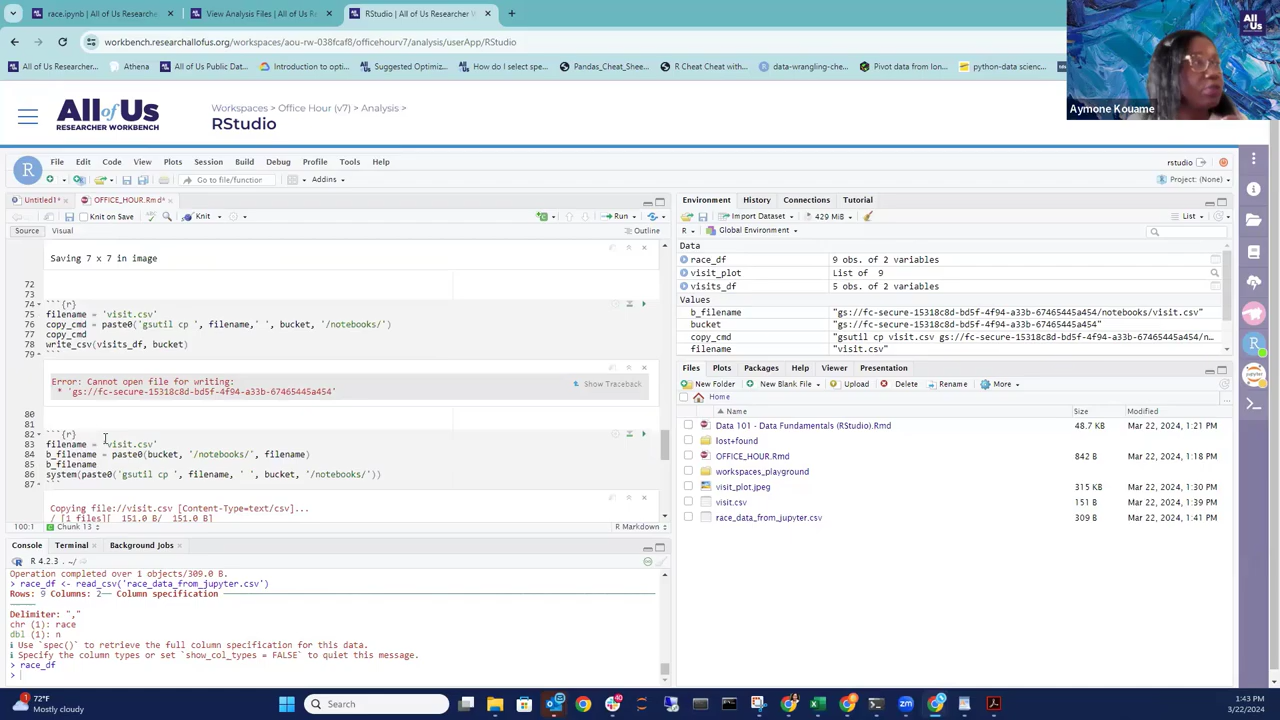 race.ipynb
View Analysis Files | All of Us
RStudio | All of Us Researcher W
workbench.researchallofus.org/workspaces/aou-rw-038fcaf8/officehourv7/analysis/userApp/RStudio
All of Us Researcher...
Athena
All of Us Public Dat...
Introduction to opti...
Suggested Optimiz...
How do I select spe...
Pandas_Cheat_Shee...
R Cheat Cheat with...
data-wrangling-che...
Pivot data from lon...
python-data scienc...
All of Us
Aymone Kouame
All of Us
RESEARCHER WORKBENCH
Workspaces > Office Hour (v7) > Analysis >
RStudio
File Edit Code View Plots Session Build Debug Profile Tools Help
rstudio
Go to file/function
Addins
Project: (None)
Untitled1*
OFFICE_HOUR.Rmd*
Knit on Save
Knit
Run
Source
Visual
Outline
Saving 7 x 7 in image
72
73
74 ```{r}
75 filename = 'visit.csv'
76 copy_cmd = paste0('gsutil cp ', filename,' ', bucket, '/notebooks/')
77 copy_cmd
78 write_csv(visits_df, bucket)
79 ```
Error: Cannot open file for writing:
* 'gs://fc-secure-15318c8d-bd5f-4f94-a33b-67465445a454'
Show Traceback
80
81
82 ```{r}
83 filename = 'visit.csv'
84 b_filename = paste0(bucket, '/notebooks/', filename)
85 b_filename
86 system(paste0('gsutil cp ', filename, ' ', bucket, '/notebooks/'))
87 ```
Copying file://visit.csv [Content-Type=text/csv]...
/ [1 files][ 151.0 B/ 151.0 B]
100:1
Chunk 13
R Markdown
Console
Terminal
Background Jobs
R 4.2.3 . ~/
Operation completed over 1 objects/309.0 B.
> race_df <- read_csv('race_data_from_jupyter.csv')
Rows: 9 Columns: 2── Column specification
Delimiter: ","
chr (1): race
dbl (1): n
ℹ Use `spec()` to retrieve the full column specification for this data.
ℹ Specify the column types or set `show_col_types = FALSE` to quiet this message.
> race_df
>
Environment
History
Connections
Tutorial
Import Dataset
429 MiB
List
R
Global Environment
Data
race_df 9 obs. of 2 variables
visit_plot List of 9
visits_df 5 obs. of 2 variables
Values
b_filename "gs://fc-secure-15318c8d-bd5f-4f94-a33b-67465445a454/notebooks/visit.csv"
bucket "gs://fc-secure-15318c8d-bd5f-4f94-a33b-67465445a454"
copy_cmd "gsutil cp visit.csv gs://fc-secure-15318c8d-bd5f-4f94-a33b-67465445a454/n...
filename "visit.csv"
Files
Plots
Packages
Help
Viewer
Presentation
New Folder
New Blank File
Upload
Delete
Rename
More
Home
Name Size Modified
Data 101 - Data Fundamentals (RStudio).Rmd 48.7 KB Mar 22, 2024, 1:21 PM
lost+found
OFFICE_HOUR.Rmd 842 B Mar 22, 2024, 1:18 PM
workspaces_playground
visit_plot.jpeg 315 KB Mar 22, 2024, 1:30 PM
visit.csv 151 B Mar 22, 2024, 1:39 PM
race_data_from_jupyter.csv 309 B Mar 22, 2024, 1:41 PM
72°F
Mostly cloudy
Search
1:43 PM
3/22/2024